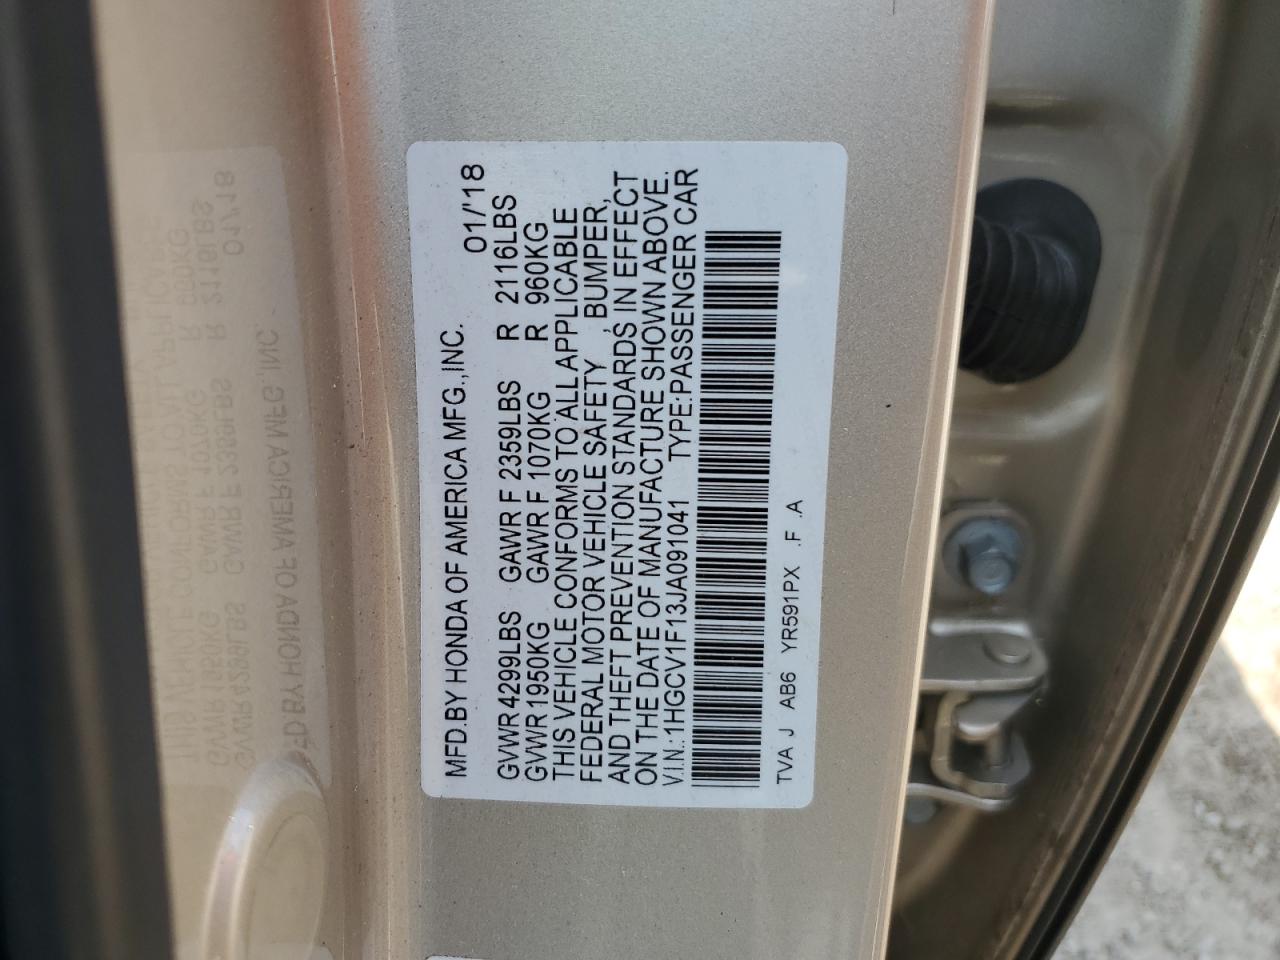 MFD.BY HONDA OF AMERICA MFG.,INC. 01/'18
GVWR4299LBS GAWR F 2359LBS R 2116LBS
GVWR1950KG GAWR F 1070KG R 960KG
THIS VEHICLE CONFORMS TO ALL APPLICABLE
FEDERAL MOTOR VEHICLE SAFETY , BUMPER,
AND THEFT PREVENTION STANDARDS IN EFFECT
ON THE DATE OF MANUFACTURE SHOWN ABOVE.
V.I.N.:1HGCV1F13JA091041 TYPE:PASSENGER CAR
TVA J AB6 YR591PX .F .A